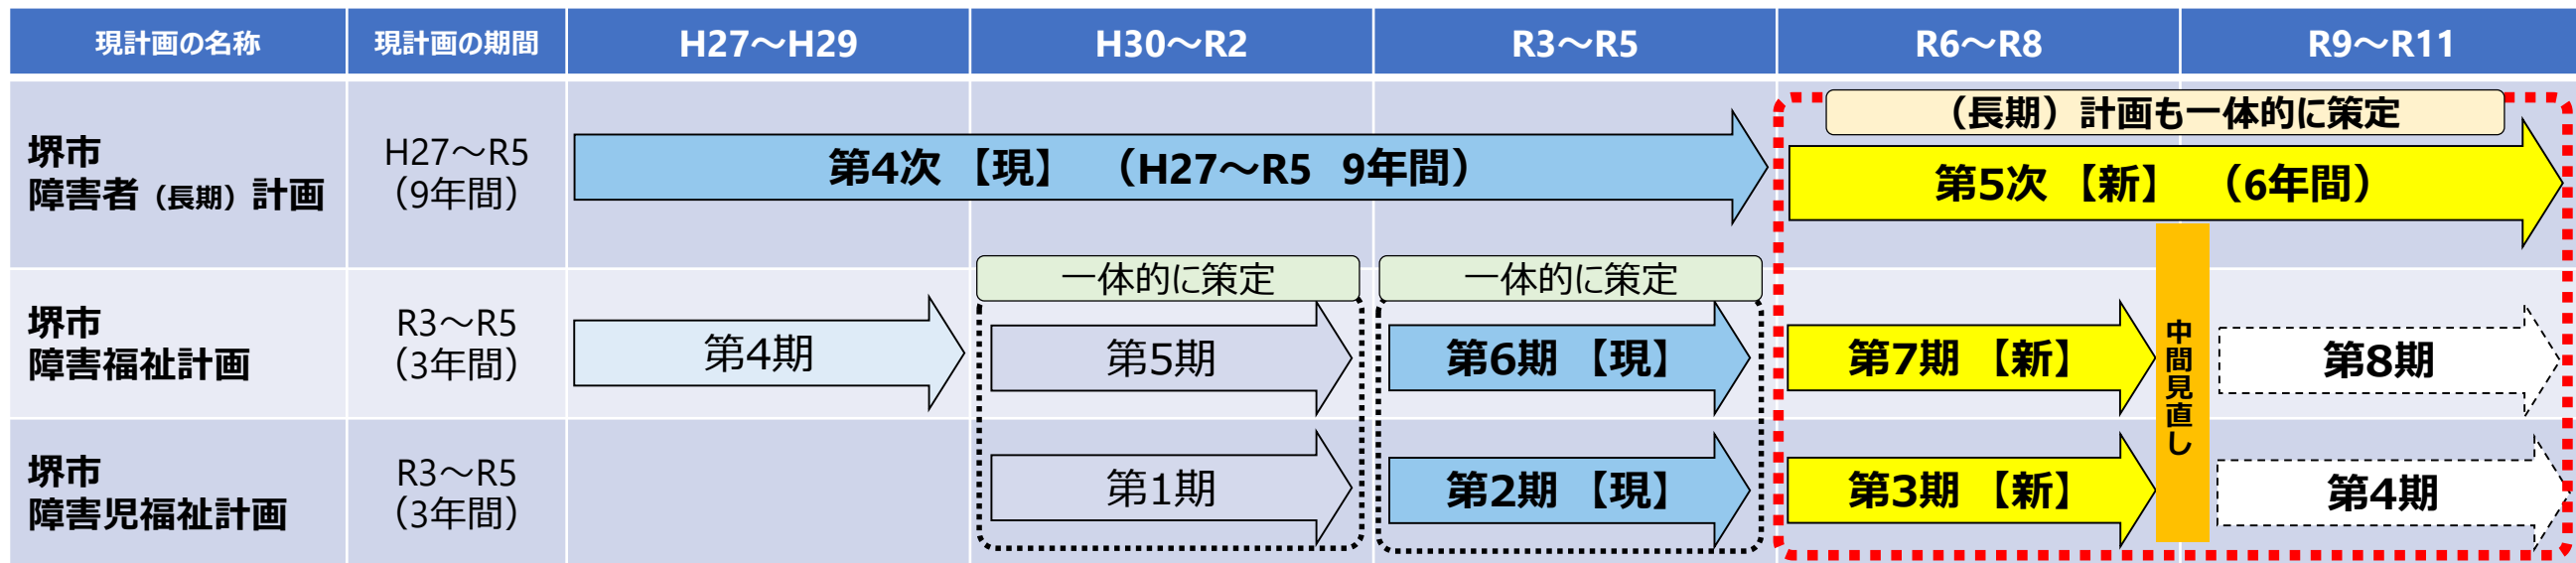 現計画の名称
現計画の期間
H27～H29
H30～R2
R3～R5
R6～R8
R9～R11
堺市
障害者（長期）計画
H27～R5
（9年間）
第4次 【現】 （H27～R5 9年間）
（長期）計画も一体的に策定
第5次 【新】 （6年間）
堺市
障害福祉計画
R3～R5
（3年間）
第4期
一体的に策定
第5期
一体的に策定
第6期 【現】
第7期 【新】
中間見直し
第8期
堺市
障害児福祉計画
R3～R5
（3年間）
第1期
第2期 【現】
第3期 【新】
第4期